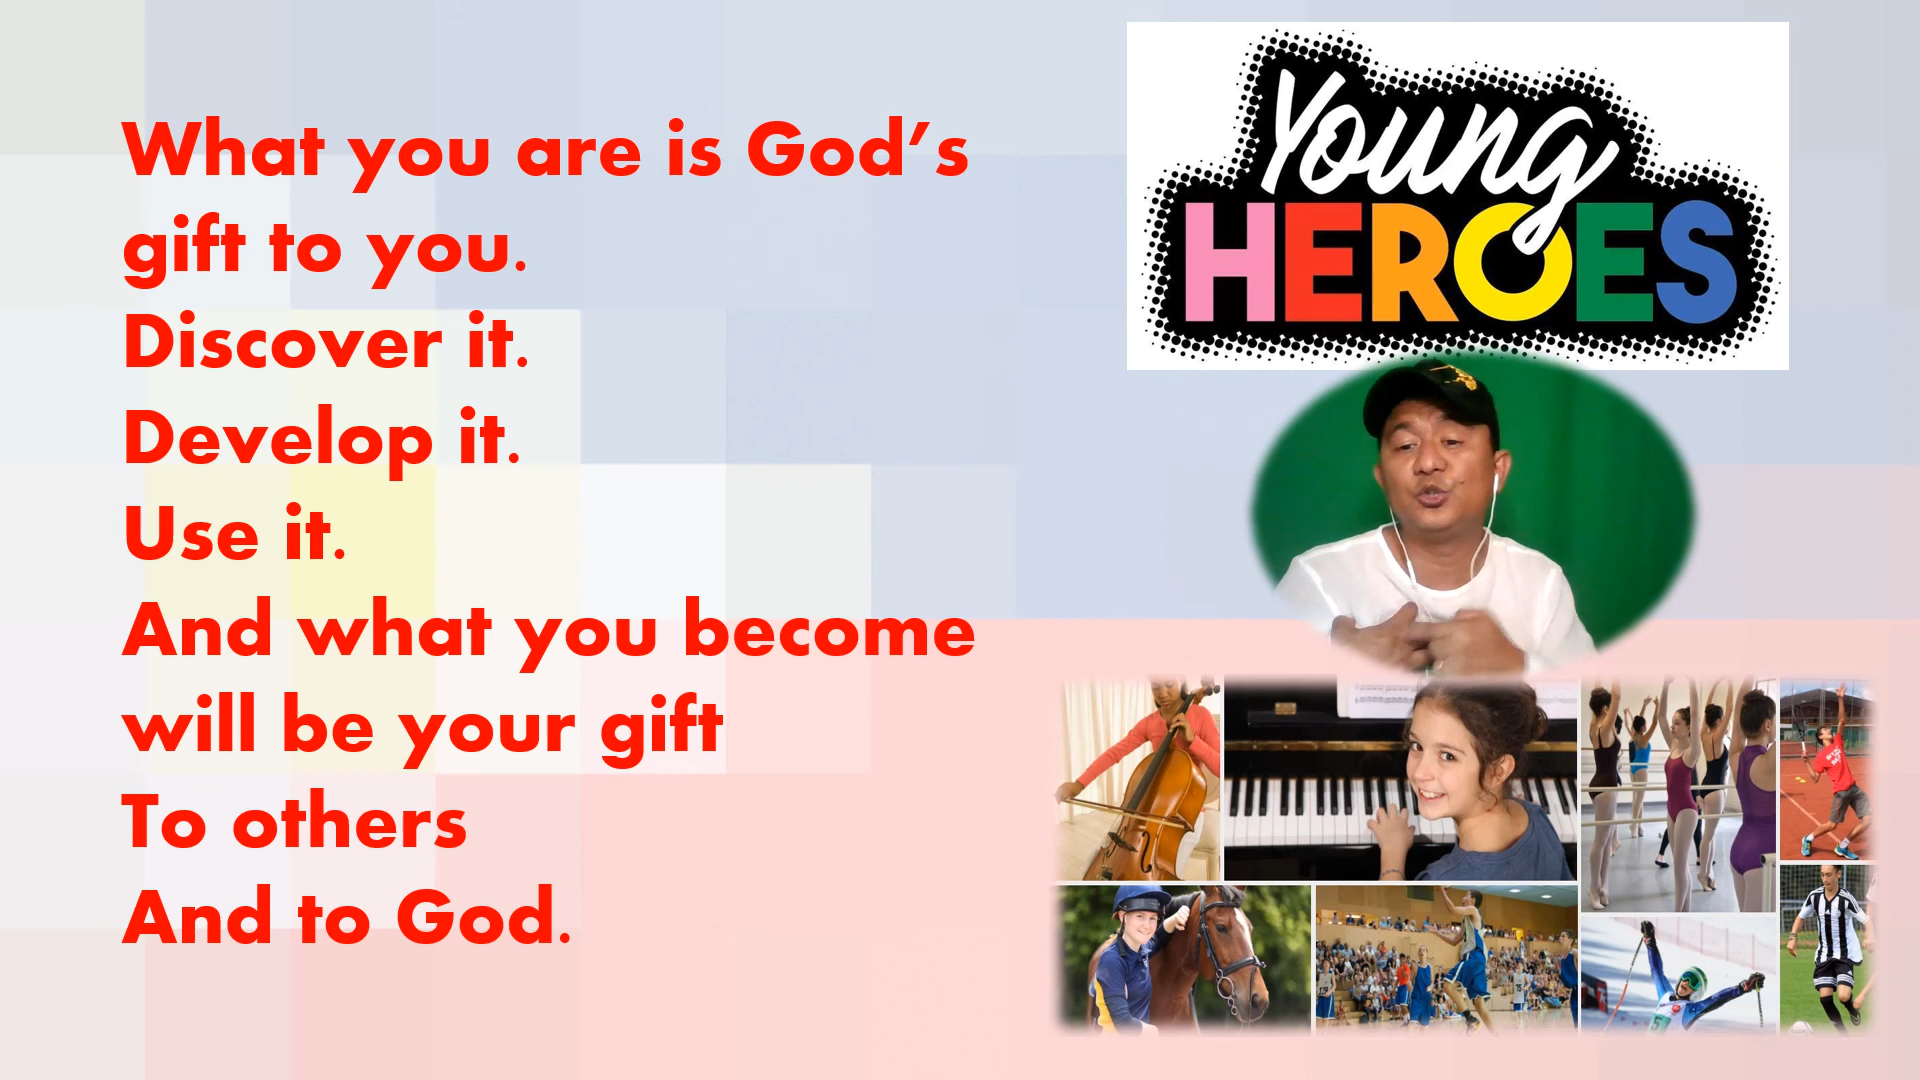 What you are is God’s
gift to you.
Discover it.
Develop it.
Use it.
And what you become
will be your gift
To others
And to God.
Young
HEROES